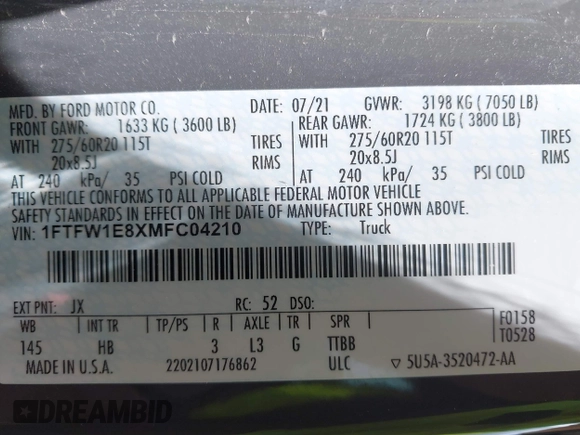 MFD. BY FORD MOTOR CO. DATE: 07/21 GVWR: 3198 KG ( 7050 LB)
FRONT GAWR: 1633 KG ( 3600 LB) REAR GAWR: 1724 KG ( 3800 LB)
WITH 275/60R20 115T TIRES WITH 275/60R20 115T TIRES
20x8.5J RIMS 20x8.5J RIMS
AT 240 kPa/ 35 PSI COLD AT 240 kPa/ 35 PSI COLD
THIS VEHICLE CONFORMS TO ALL APPLICABLE FEDERAL MOTOR VEHICLE
SAFETY STANDARDS IN EFFECT ON THE DATE OF MANUFACTURE SHOWN ABOVE.
VIN: 1FTFW1E8XMFC04210 TYPE: Truck
EXT PNT: JX RC: 52 DSO:
WB INT TR TP/PS R AXLE TR SPR F0158
145 HB 3 L3 G TTBB T0528
MADE IN U.S.A. 2202107176862 ULC ▽ 5U5A-3520472-AA
DREAMBID